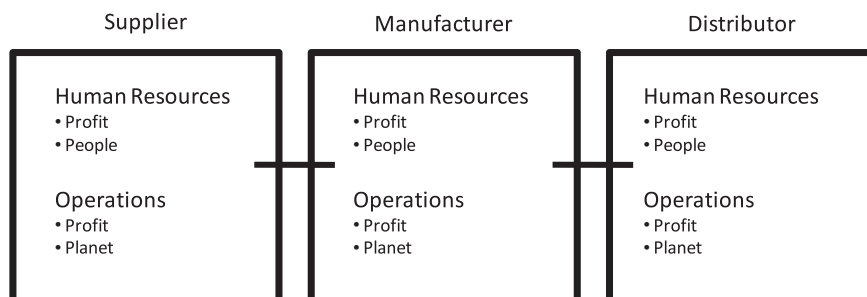 Supplier
Manufacturer
Distributor
Human Resources
• Profit
• People
Operations
• Profit
• Planet
Human Resources
• Profit
• People
Operations
• Profit
• Planet
Human Resources
• Profit
• People
Operations
• Profit
• Planet